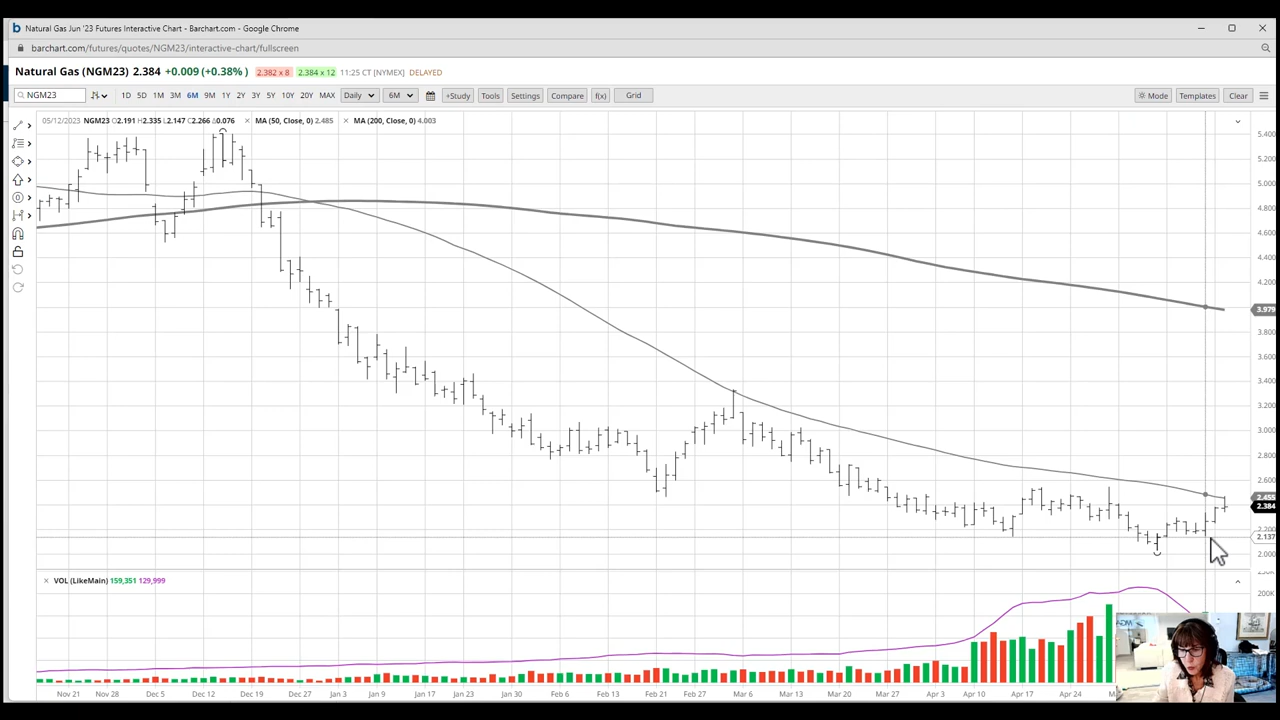 Natural Gas Jun '23 Futures Interactive Chart - Barchart.com - Google Chrome
barchart.com/futures/quotes/NGM23/interactive-chart/fullscreen
Natural Gas (NGM23) 2.384 +0.009 (+0.38%) 2.382 x 8 2.384 x 12 11:25 CT [NYMEX] DELAYED
NGM23 1D 5D 1M 3M 6M 9M 1Y 2Y 3Y 5Y 10Y 20Y MAX Daily 6M +Study Tools Settings Compare f(x) Grid Mode Templates Clear
05/12/2023 NGM23 O2.191 H2.335 L2.147 C2.266 Δ0.076 MA (50, Close, 0) 2.485 MA (200, Close, 0) 4.003
5.400
5.200
5.000
4.800
4.600
4.400
4.200
3.979
3.800
3.600
3.400
3.200
3.000
2.800
2.600
2.455
2.384
2.200
2.137
2.000
VOL (LikeMain) 159,351 129,999
200K
Nov 21 Nov 28 Dec 5 Dec 12 Dec 19 Dec 27 Jan 3 Jan 9 Jan 17 Jan 23 Jan 30 Feb 6 Feb 13 Feb 21 Feb 27 Mar 6 Mar 13 Mar 20 Mar 27 Apr 3 Apr 10 Apr 17 Apr 24